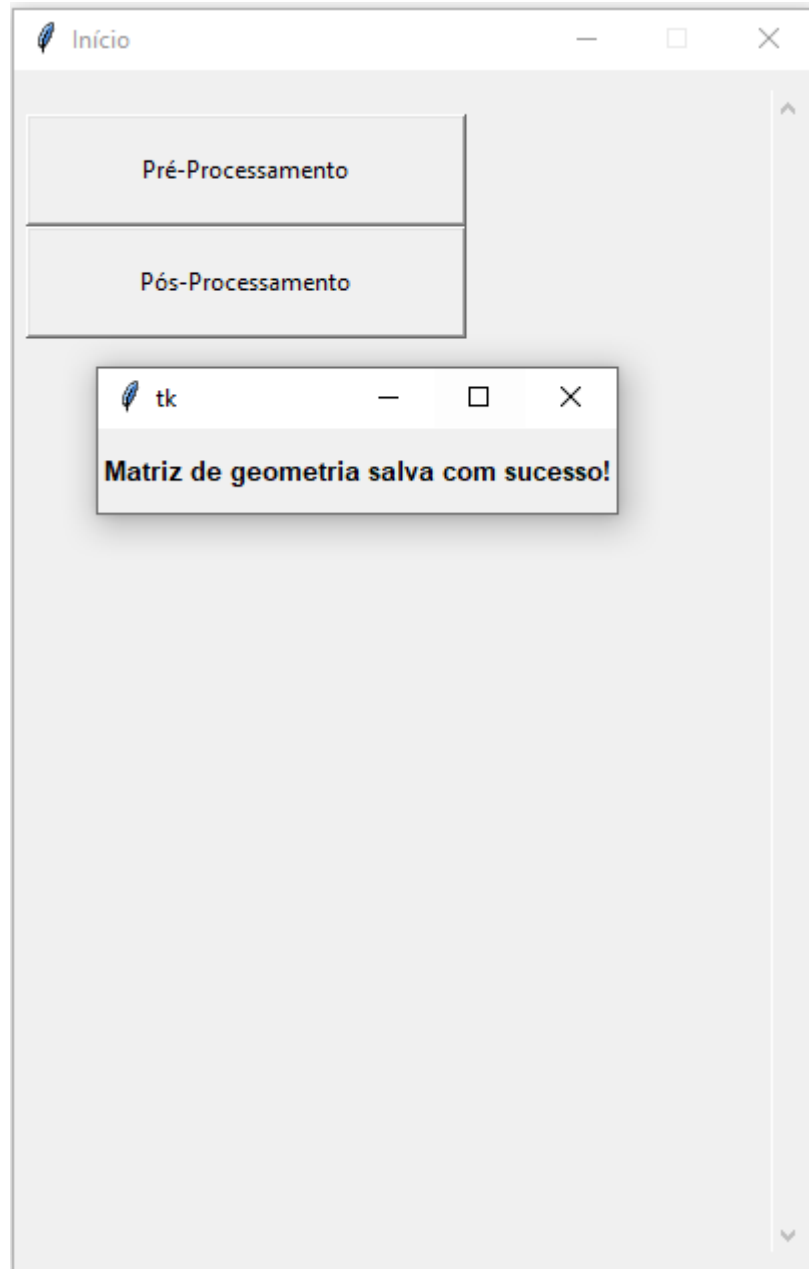 Início
Pré-Processamento
Pós-Processamento
tk
Matriz de geometria salva com sucesso!